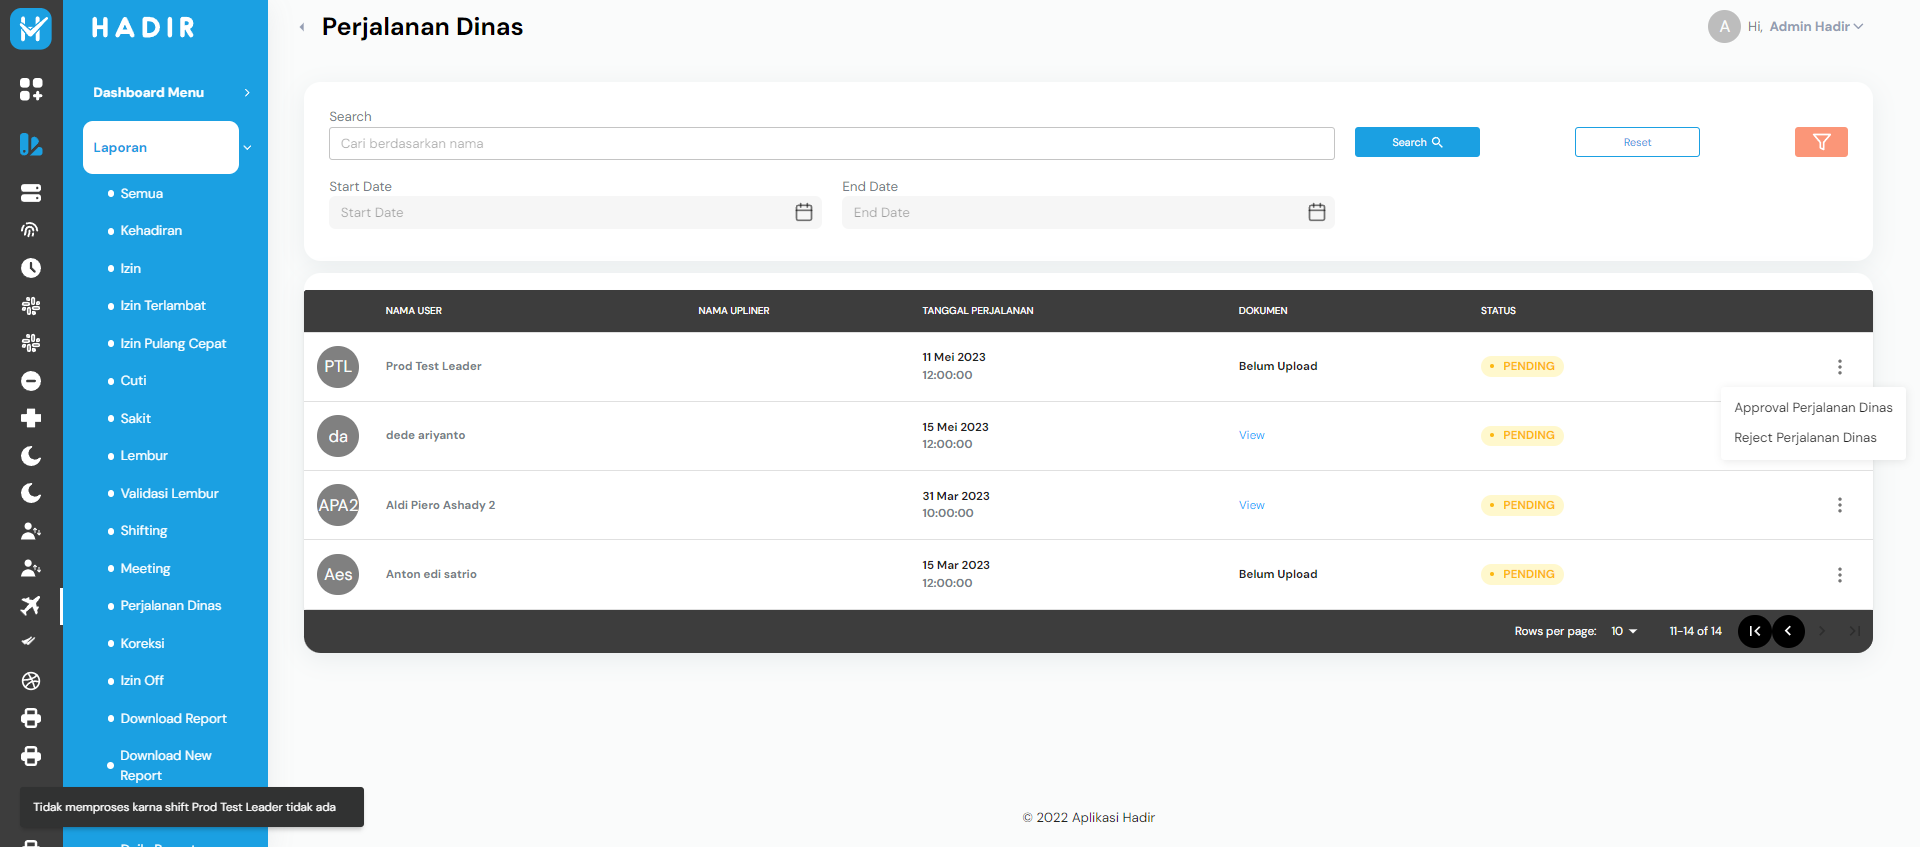 HADIR
Perjalanan Dinas
A
Hi, Admin Hadir
Dashboard Menu
Laporan
Semua
Kehadiran
Izin
Izin Terlambat
Izin Pulang Cepat
Cuti
Sakit
Lembur
Validasi Lembur
Shifting
Meeting
Perjalanan Dinas
Koreksi
Izin Off
Download Report
Download New
Report
Tidak memproses karna shift Prod Test Leader tidak ada
Search
Cari berdasarkan nama
Search
Reset
Start Date
End Date
Start Date
End Date
NAMA USER
NAMA UPLINER
TANGGAL PERJALANAN
DOKUMEN
STATUS
PTL
Prod Test Leader
11 Mei 2023
12:00:00
Belum Upload
PENDING
Approval Perjalanan Dinas
Reject Perjalanan Dinas
da
dede ariyanto
15 Mei 2023
12:00:00
View
PENDING
APA2
Aldi Piero Ashady 2
31 Mar 2023
10:00:00
View
PENDING
Aes
Anton edi satrio
15 Mar 2023
12:00:00
Belum Upload
PENDING
Rows per page: 10
11-14 of 14
© 2022 Aplikasi Hadir